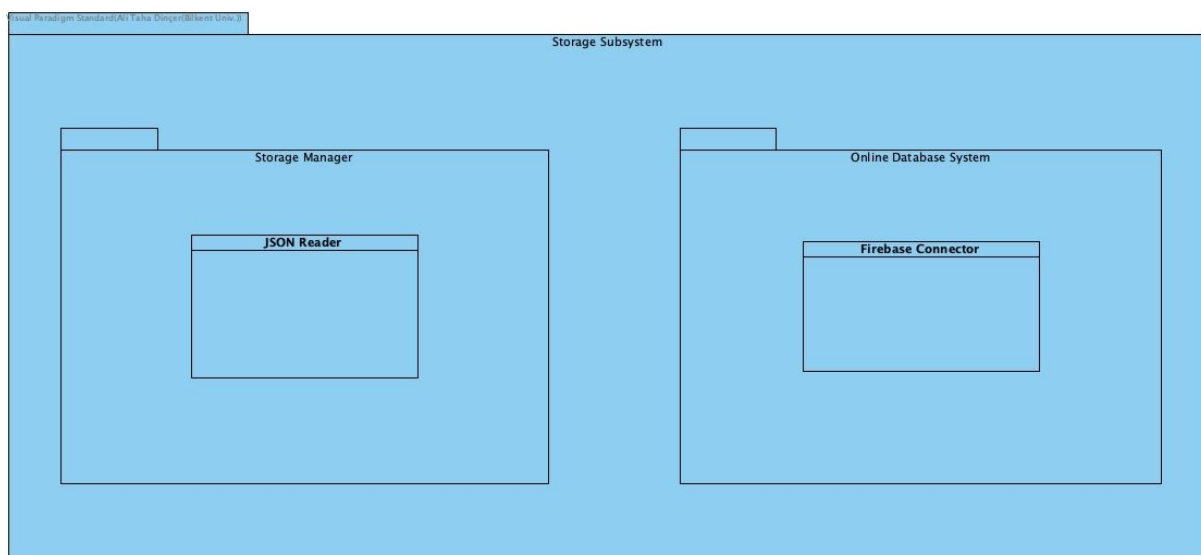 Visual Paradigm Standard(Ali Taha Dinçer(Bilkent Univ.))
Storage Subsystem
Storage Manager
Online Database System
JSON Reader
Firebase Connector